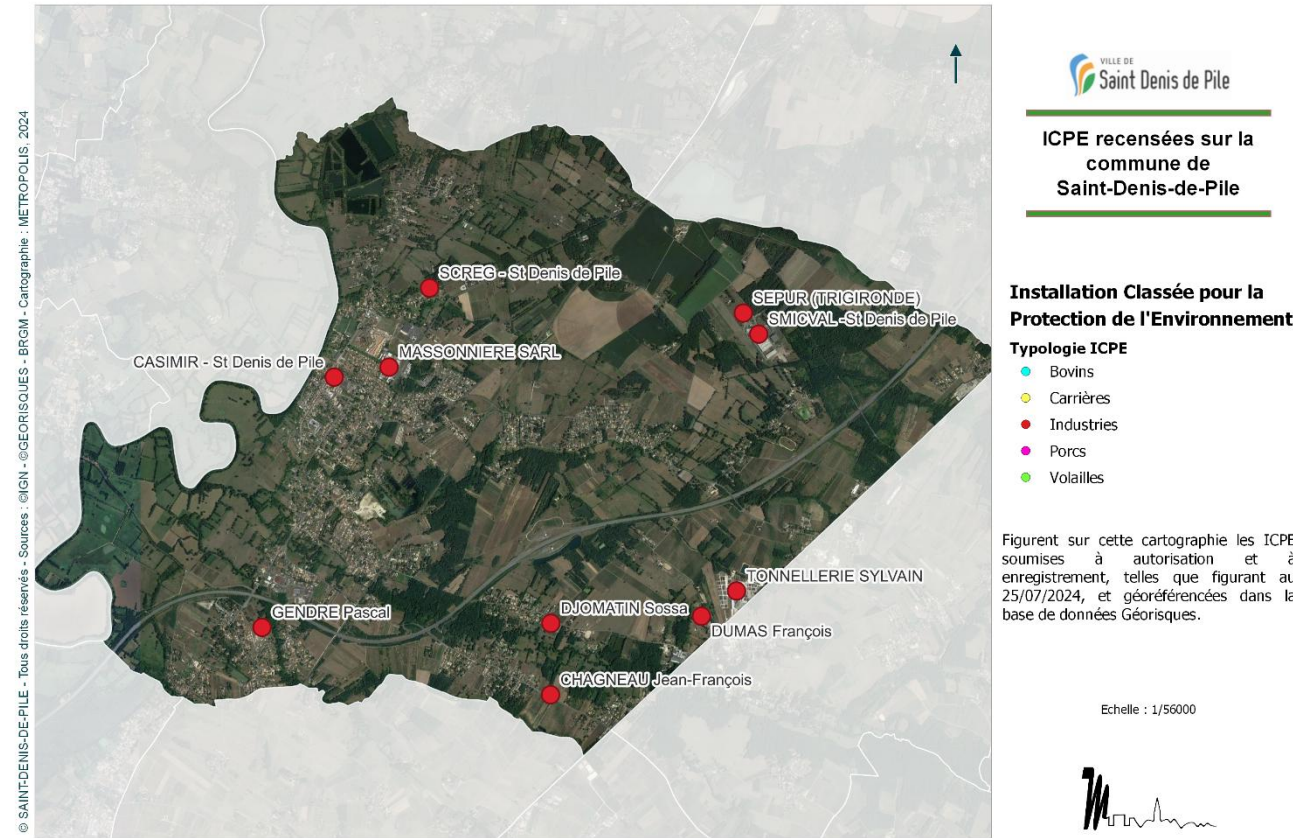 © SAINT-DENIS-DE-PILE - Tous droits réservés - Sources : ©IGN - ©GEORISQUES - BRGM - Cartographie : METROPOLIS, 2024
SCREG - St Denis de Pile
SEPUR (TRIGIRONDE)
SMICVAL -St Denis de Pile
MASSONNIERE SARL
CASIMIR - St Denis de Pile
TONNELLERIE SYLVAIN
GENDRE Pascal
DJOMATIN Sossa
DUMAS François
CHAGNEAU Jean-François
VILLE DE
Saint Denis de Pile
ICPE recensées sur la
commune de
Saint-Denis-de-Pile
Installation Classée pour la
Protection de l'Environnement
Typologie ICPE
Bovins
Carrières
Industries
Porcs
Volailles
Figurent sur cette cartographie les ICPE
soumises à autorisation et à
enregistrement, telles que figurant au
25/07/2024, et géoréférencées dans la
base de données Géorisques.
Echelle : 1/56000